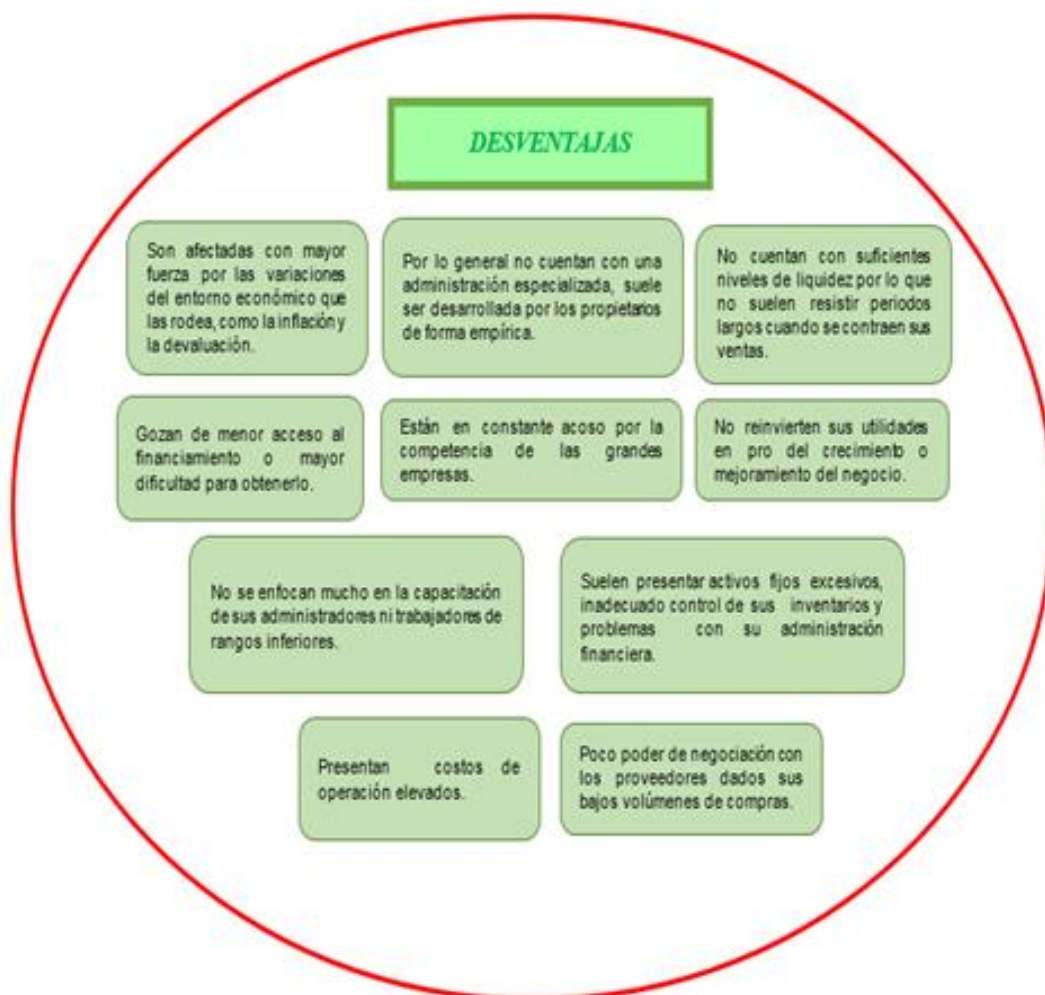 DESVENTAJAS
Son afectadas con mayor
fuerza por las variaciones
del entorno económico que
las rodea, como la inflación y
la devaluación.
Por lo general no cuentan con una
administración especializada, suele
ser desarrollada por los propietarios
de forma empírica.
No cuentan con suficientes
niveles de liquidez por lo que
no suelen resistir periodos
largos cuando se contraen sus
ventas.
Gozan de menor acceso al
financiamiento o mayor
dificultad para obtenerlo.
Están en constante acoso por la
competencia de las grandes
empresas.
No reinvierten sus utilidades
en pro del crecimiento o
mejoramiento del negocio.
No se enfocan mucho en la capacitación
de sus administradores ni trabajadores de
rangos inferiores.
Suelen presentar activos fijos excesivos,
inadecuado control de sus inventarios y
problemas con su administración
financiera.
Presentan costos de
operación elevados.
Poco poder de negociación con
los proveedores dados sus
bajos volúmenes de compras.